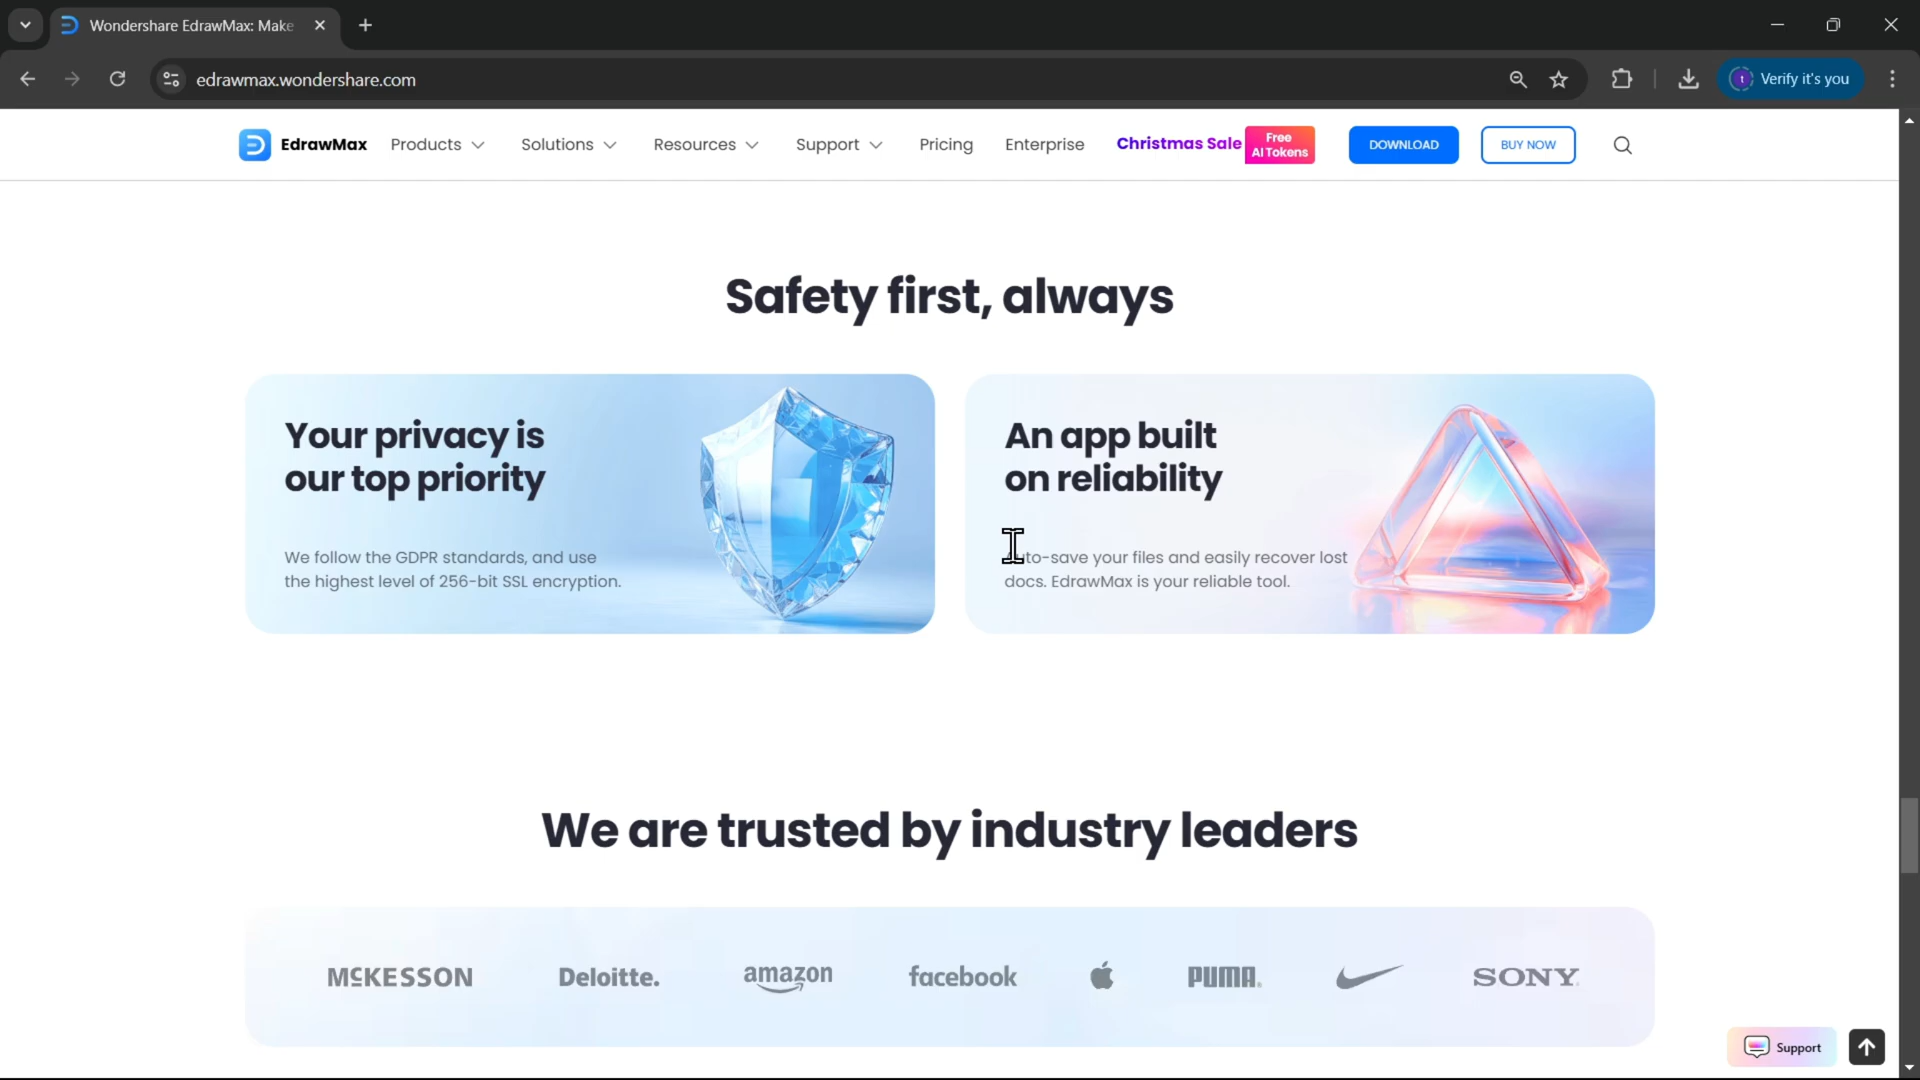 Wondershare EdrawMax: Make
edrawmax.wondershare.com
t
Verify it's you
EdrawMax
Products
Solutions
Resources
Support
Pricing
Enterprise
Christmas Sale
Free
AI Tokens
DOWNLOAD
BUY NOW
Safety first, always
Your privacy is
our top priority
We follow the GDPR standards, and use
the highest level of 256-bit SSL encryption.
An app built
on reliability
Auto-save your files and easily recover lost
docs. EdrawMax is your reliable tool.
We are trusted by industry leaders
MCKESSON
Deloitte.
amazon
facebook
PUMA
SONY
Support